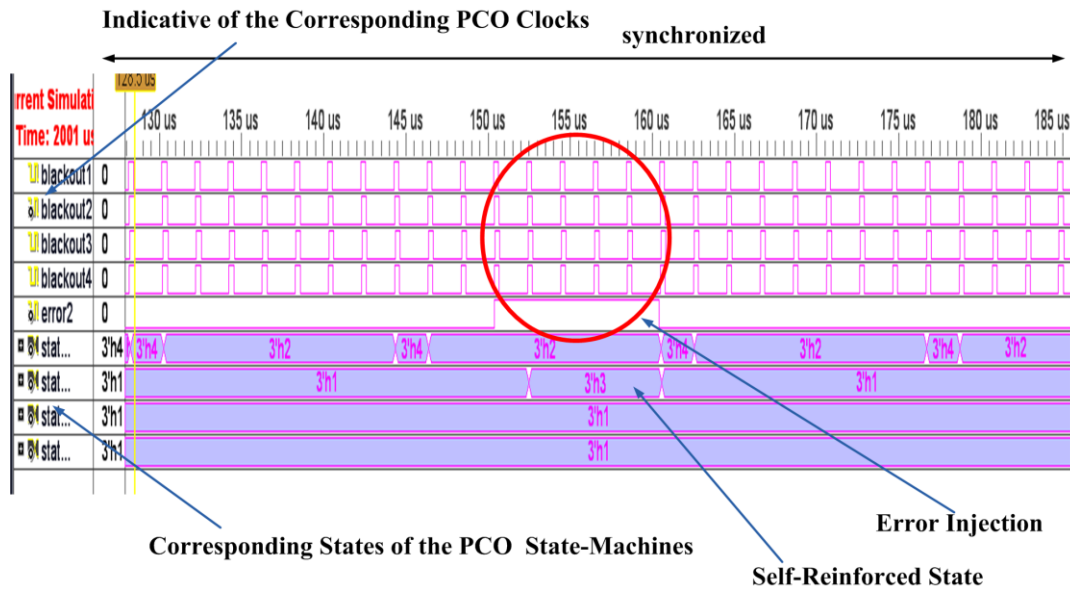 Indicative of the Corresponding PCO Clocks
synchronized
128.5 us
rrent Simulati
Time: 2001 us
130 us 135 us 140 us 145 us 150 us 155 us 160 us 165 us 170 us 175 us 180 us 185 us
blackout1 0
blackout2 0
blackout3 0
blackout4 0
error2 0
stat... 3'h4 3'h4 3'h2 3'h4 3'h2 3'h4 3'h2 3'h4 3'h2
stat... 3'h1 3'h1 3'h3 3'h1
stat... 3'h1 3'h1
stat... 3'h1 3'h1
Error Injection
Corresponding States of the PCO State-Machines
Self-Reinforced State